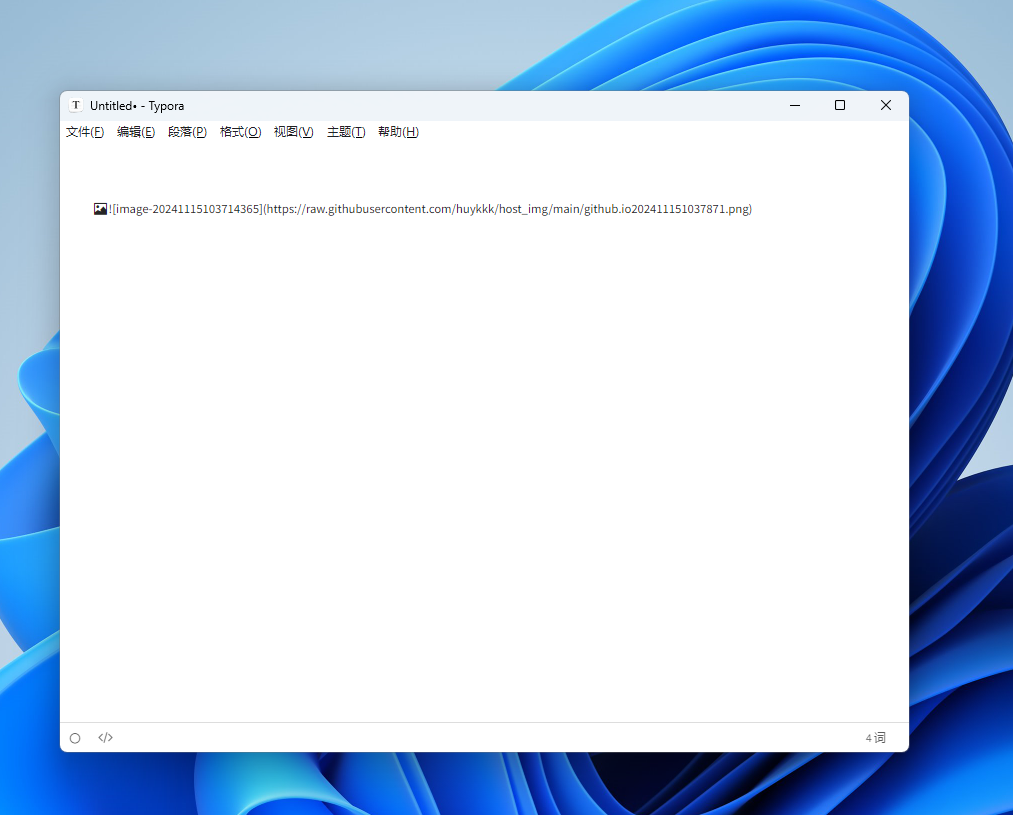 T Untitled• - Typora
文件(F) 编辑(E) 段落(P) 格式(O) 视图(V) 主题(T) 帮助(H)
![image-20241115103714365](https://raw.githubusercontent.com/huykkk/host_img/main/github.io202411151037871.png)
</> 4 词